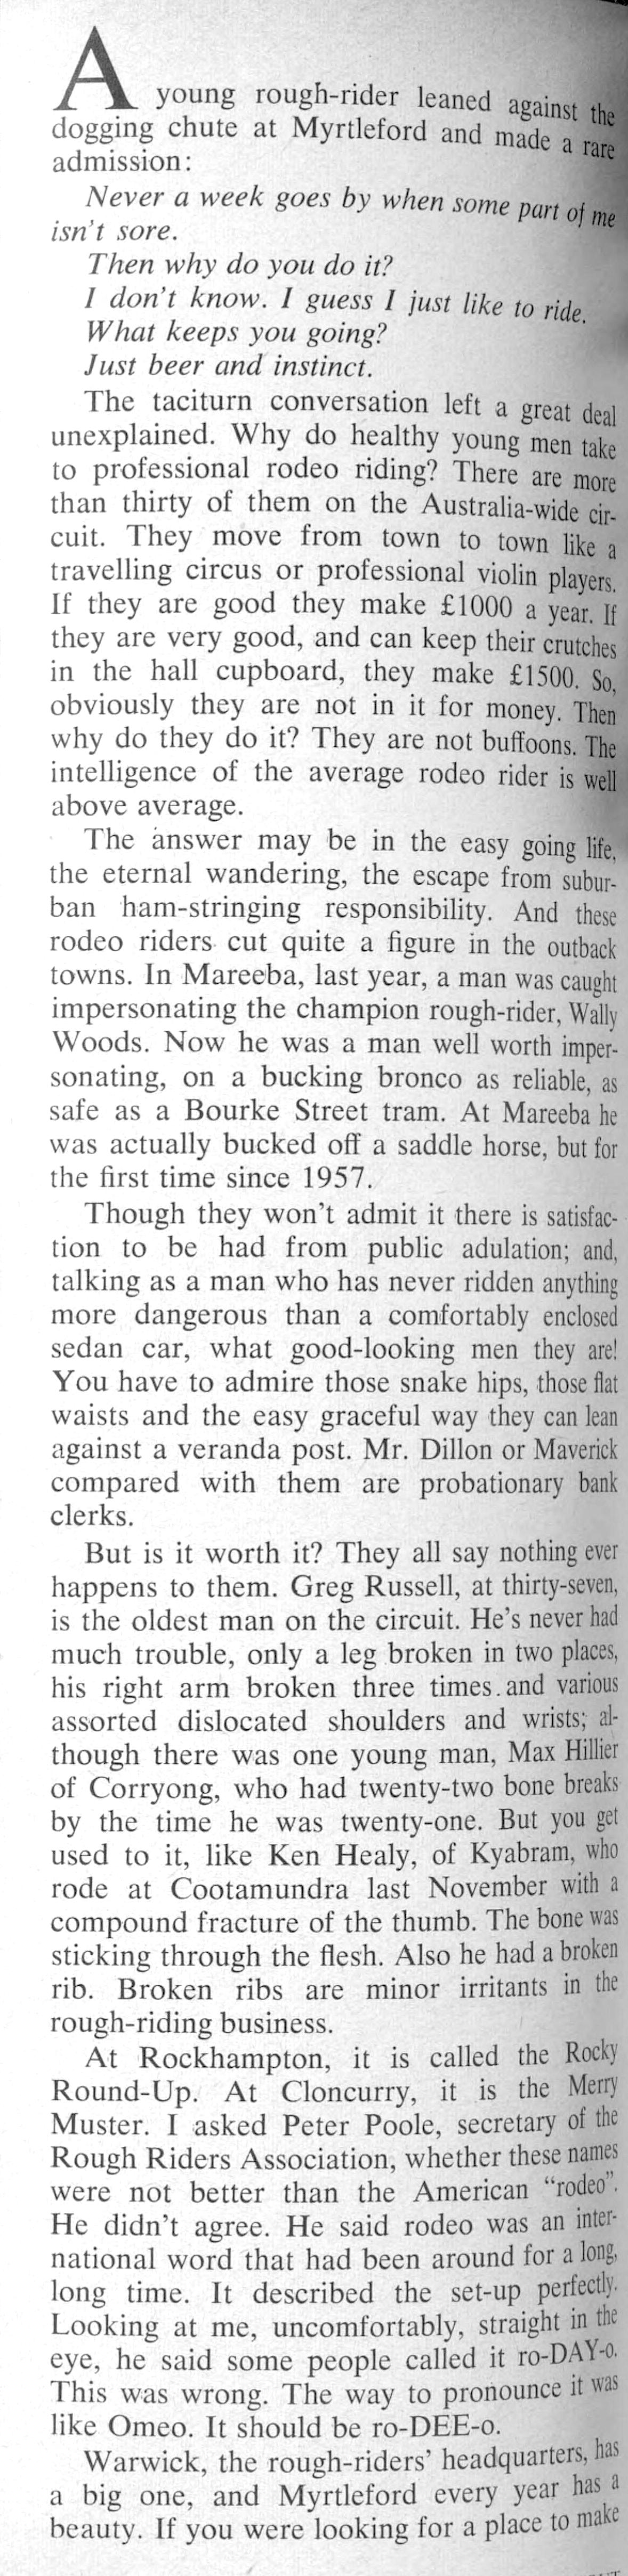 A young rough-rider leaned against the
dogging chute at Myrtleford and made a rare
admission:
Never a week goes by when some part of me
isn't sore.
Then why do you do it?
I don't know. I guess I just like to ride.
What keeps you going?
Just beer and instinct.
The taciturn conversation left a great deal
unexplained. Why do healthy young men take
to professional rodeo riding? There are more
than thirty of them on the Australia-wide cir-
cuit. They move from town to town like a
travelling circus or professional violin players.
If they are good they make £1000 a year. If
they are very good, and can keep their crutches
in the hall cupboard, they make £1500. So,
obviously they are not in it for money. Then
why do they do it? They are not buffoons. The
intelligence of the average rodeo rider is well
above average.
The answer may be in the easy going life,
the eternal wandering, the escape from subur-
ban ham-stringing responsibility. And these
rodeo riders cut quite a figure in the outback
towns. In Mareeba, last year, a man was caught
impersonating the champion rough-rider, Wally
Woods. Now he was a man well worth imper-
sonating, on a bucking bronco as reliable, as
safe as a Bourke Street tram. At Mareeba he
was actually bucked off a saddle horse, but for
the first time since 1957.
Though they won't admit it there is satisfac-
tion to be had from public adulation; and,
talking as a man who has never ridden anything
more dangerous than a comfortably enclosed
sedan car, what good-looking men they are!
You have to admire those snake hips, those flat
waists and the easy graceful way they can lean
against a veranda post. Mr. Dillon or Maverick
compared with them are probationary bank
clerks.
But is it worth it? They all say nothing ever
happens to them. Greg Russell, at thirty-seven,
is the oldest man on the circuit. He's never had
much trouble, only a leg broken in two places,
his right arm broken three times.and various
assorted dislocated shoulders and wrists; al-
though there was one young man, Max Hillier
of Corryong, who had twenty-two bone breaks
by the time he was twenty-one. But you get
used to it, like Ken Healy, of Kyabram, who
rode at Cootamundra last November with a
compound fracture of the thumb. The bone was
sticking through the flesh. Also he had a broken
rib. Broken ribs are minor irritants in the
rough-riding business.
At Rockhampton, it is called the Rocky
Round-Up. At Cloncurry, it is the Merry
Muster. I asked Peter Poole, secretary of the
Rough Riders Association, whether these names
were not better than the American "rodeo".
He didn't agree. He said rodeo was an inter-
national word that had been around for a long,
long time. It described the set-up perfectly.
Looking at me, uncomfortably, straight in the
eye, he said some people called it ro-DAY-o.
This was wrong. The way to pronounce it was
like Omeo. It should be ro-DEE-o.
Warwick, the rough-riders' headquarters, has
a big one, and Myrtleford every year has a
beauty. If you were looking for a place to make